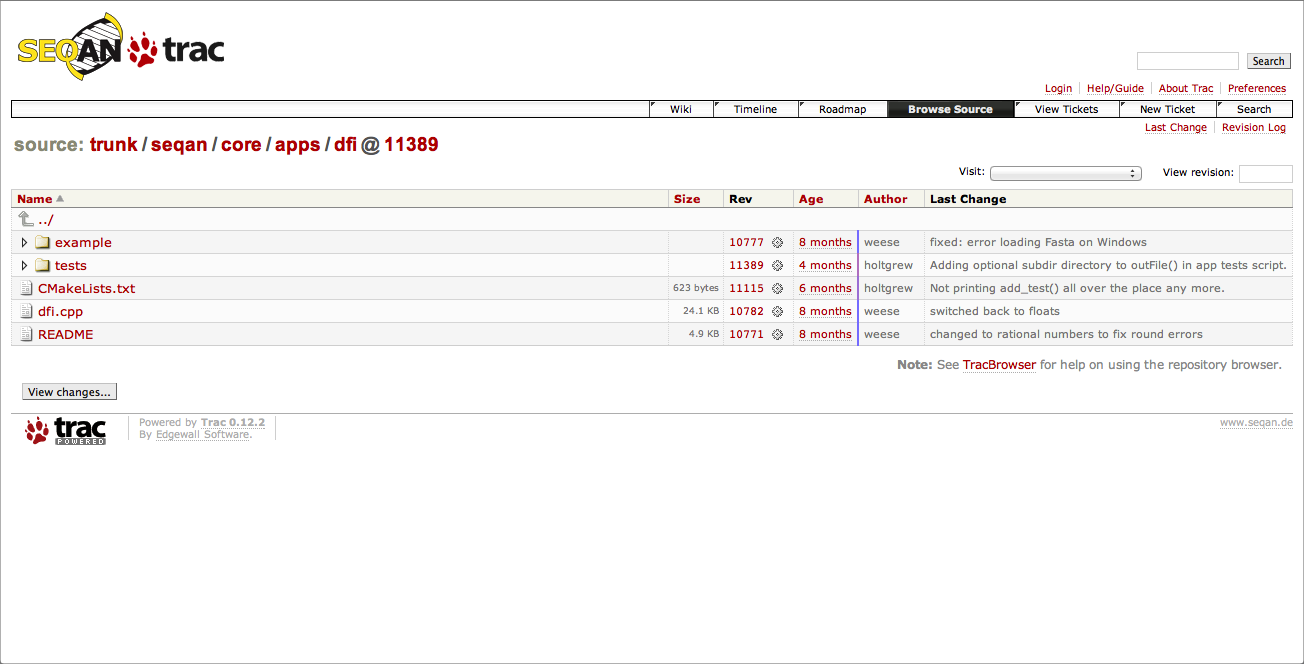 SEQAN trac
Search
Login Help/Guide About Trac Preferences
Wiki Timeline Roadmap Browse Source View Tickets New Ticket Search
Last Change Revision Log
source: trunk / seqan / core / apps / dfi @ 11389
Visit: View revision:
Name Size Rev Age Author Last Change
../
example 10777 8 months weese fixed: error loading Fasta on Windows
tests 11389 4 months holtgrew Adding optional subdir directory to outFile() in app tests script.
CMakeLists.txt 623 bytes 11115 6 months holtgrew Not printing add_test() all over the place any more.
dfi.cpp 24.1 KB 10782 8 months weese switched back to floats
README 4.9 KB 10771 8 months weese changed to rational numbers to fix round errors
Note: See TracBrowser for help on using the repository browser.
View changes...
trac POWERED
Powered by Trac 0.12.2
By Edgewall Software.
www.seqan.de